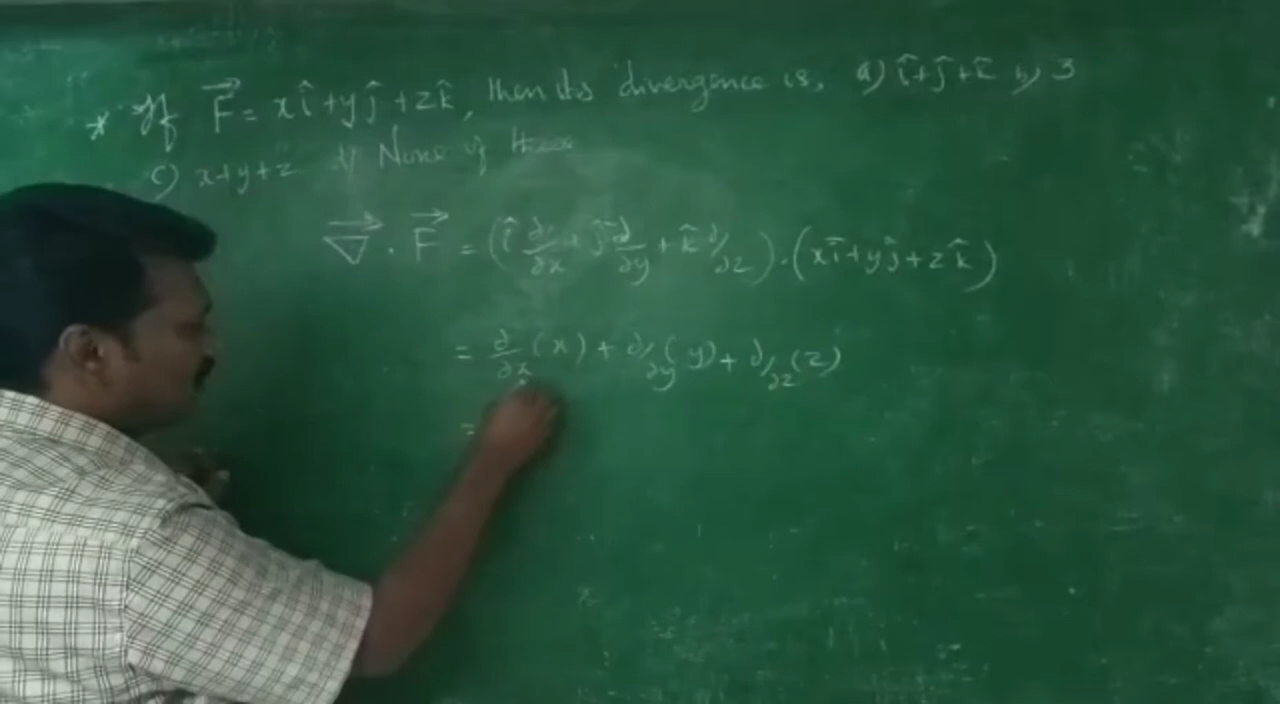 * If F⃗ = xî + yĵ + zk̂, then its divergence is, a) î + ĵ + k̂ b) 3
c) x+y+z d) None of these
∇⃗ . F⃗ = (î ∂/∂x + ĵ ∂/∂y + k̂ ∂/∂z) . (xî + yĵ + zk̂)
= ∂/∂x (x) + ∂/∂y (y) + ∂/∂z (z)
=